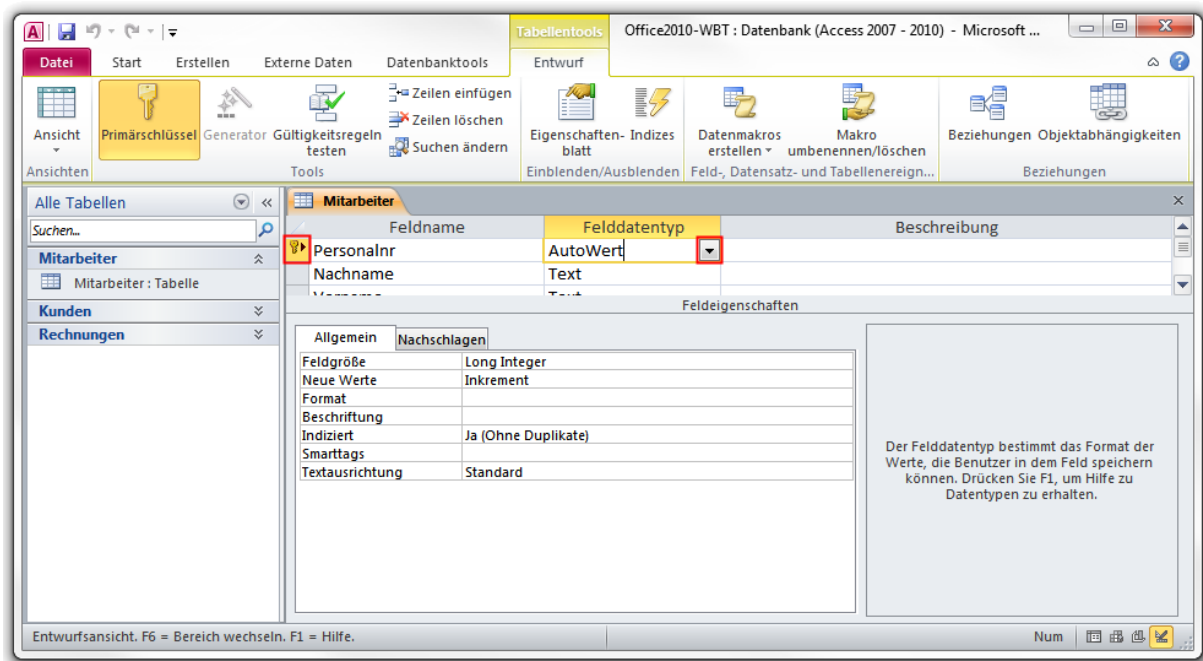 Tabellentools Office2010-WBT : Datenbank (Access 2007 - 2010) - Microsoft ...
Datei Start Erstellen Externe Daten Datenbanktools Entwurf
Ansicht Primärschlüssel Generator Gültigkeitsregeln testen
Zeilen einfügen
Zeilen löschen
Suchen ändern
Eigenschaften-blatt Indizes
Datenmakros erstellen
Makro umbenennen/löschen
Beziehungen Objektabhängigkeiten
Ansichten Tools Einblenden/Ausblenden Feld-, Datensatz- und Tabellenereign... Beziehungen
Alle Tabellen
Suchen...
Mitarbeiter
Mitarbeiter : Tabelle
Kunden
Rechnungen
Mitarbeiter
Feldname Felddatentyp Beschreibung
Personalnr AutoWert
Nachname Text
Feldeigenschaften
Allgemein Nachschlagen
Feldgröße Long Integer
Neue Werte Inkrement
Format
Beschriftung
Indiziert Ja (Ohne Duplikate)
Smarttags
Textausrichtung Standard
Der Felddatentyp bestimmt das Format der
Werte, die Benutzer in dem Feld speichern
können. Drücken Sie F1, um Hilfe zu
Datentypen zu erhalten.
Entwurfsansicht. F6 = Bereich wechseln. F1 = Hilfe. Num